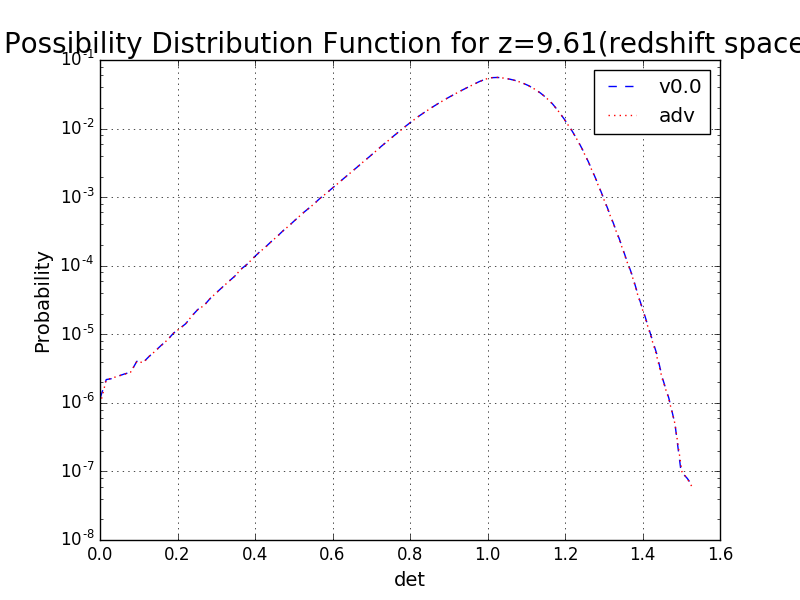 Possibility Distribution Function for z=9.61(redshift space
10^-1
10^-2
10^-3
10^-4
10^-5
10^-6
10^-7
10^-8
Probability
v0.0
adv
0.0 0.2 0.4 0.6 0.8 1.0 1.2 1.4 1.6
det